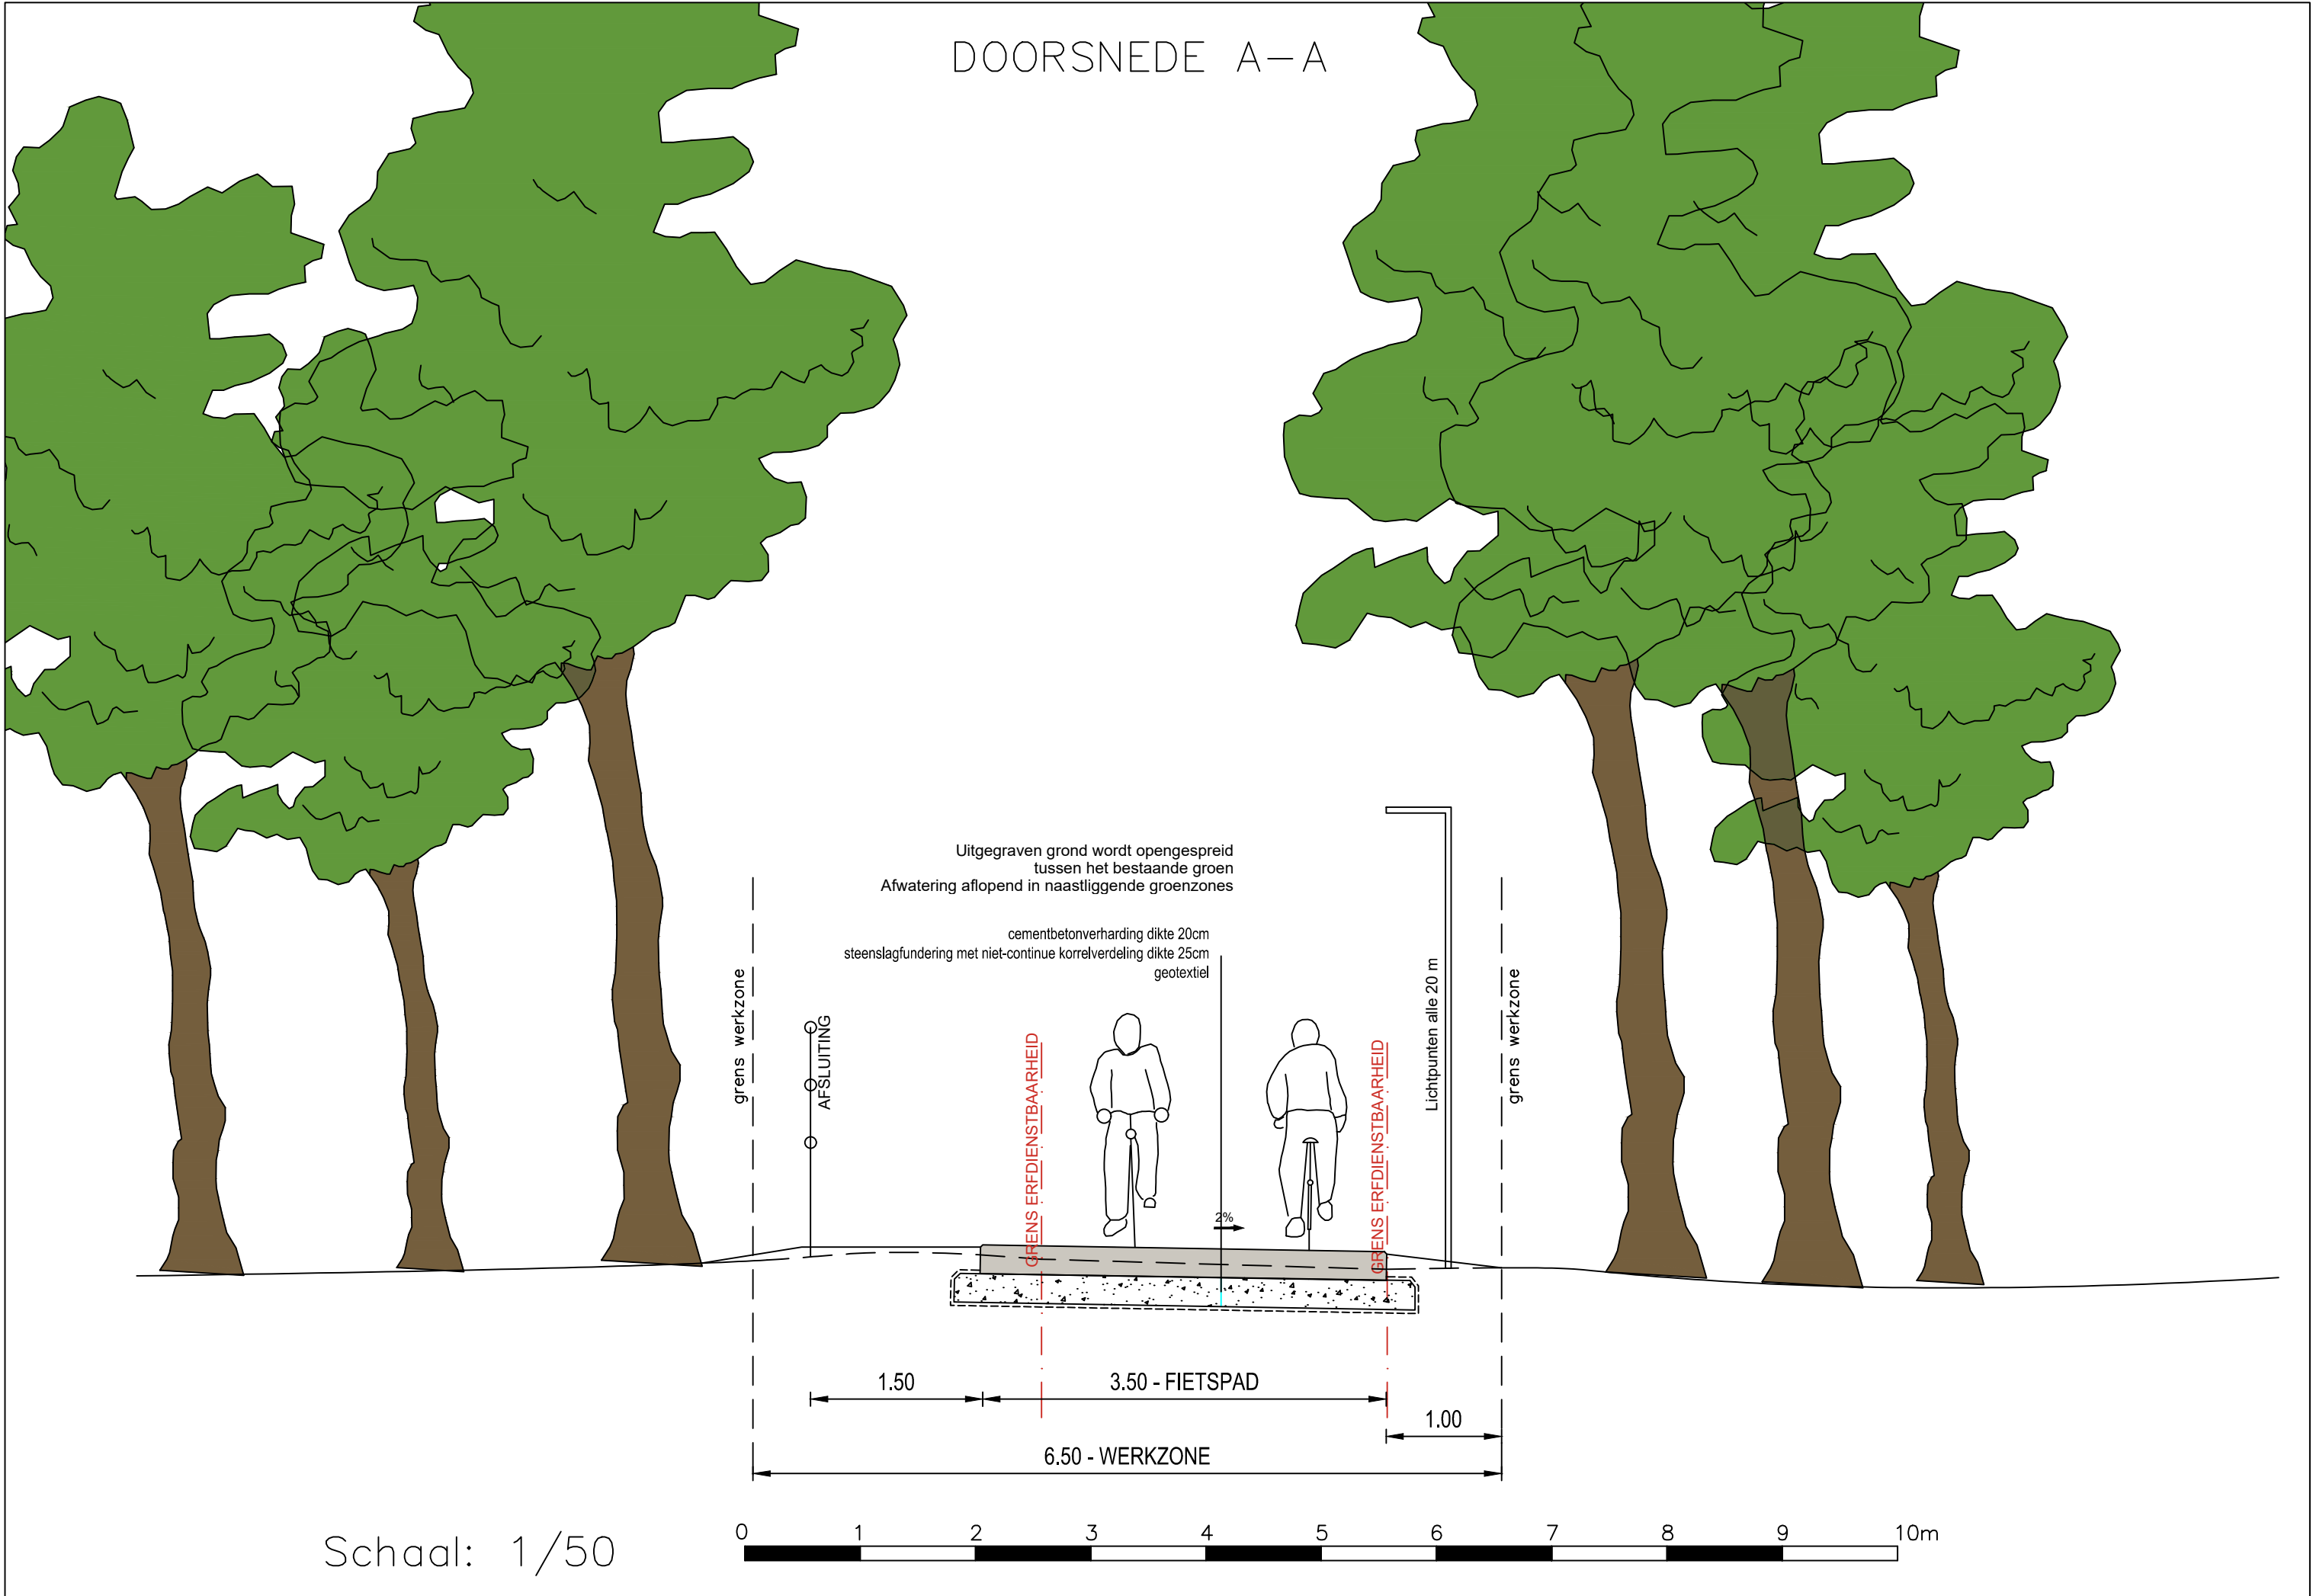 DOORSNEDE A-A
Uitgegraven grond wordt opengespreid
tussen het bestaande groen
Afwatering aflopend in naastliggende groenzones
cementbetonverharding dikte 20cm
steenslagfundering met niet-continue korrelverdeling dikte 25cm
geotextiel
grens werkzone
AFSLUITING
GRENS ERFDIENSTBAARHEID
2%
GRENS ERFDIENSTBAARHEID
Lichtpunten alle 20 m
grens werkzone
1.50
3.50 - FIETSPAD
1.00
6.50 - WERKZONE
Schaal: 1/50
0 1 2 3 4 5 6 7 8 9 10m